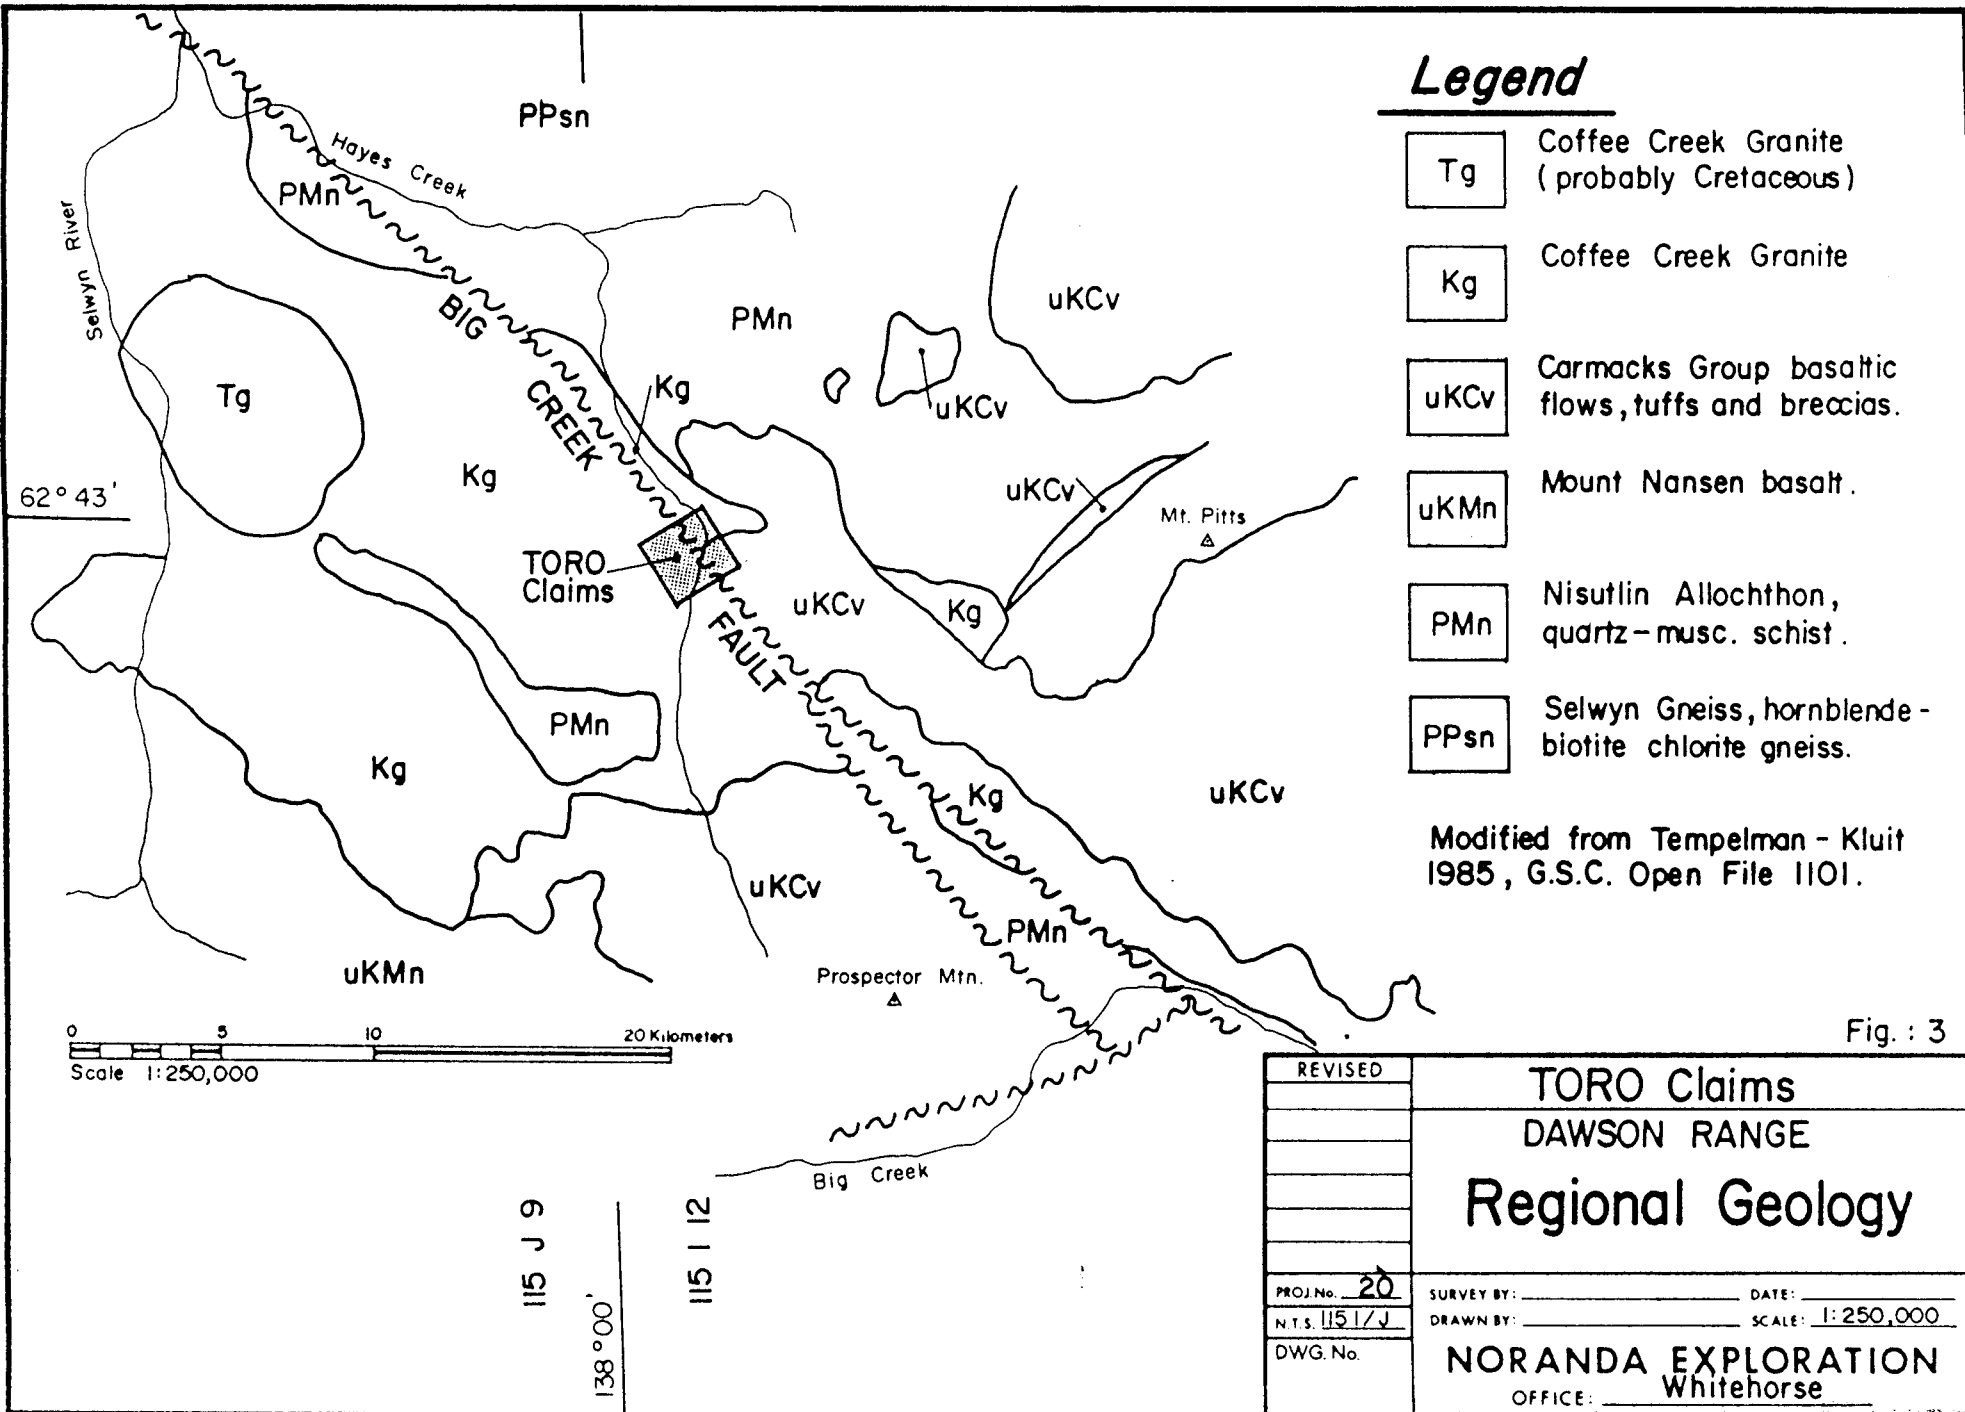 Legend
Tg
Coffee Creek Granite
(probably Cretaceous)
Kg
Coffee Creek Granite
uKCv
Carmacks Group basaltic
flows, tuffs and breccias.
uKMn
Mount Nansen basalt.
PMn
Nisutlin Allochthon,
quartz-musc. schist.
PPsn
Selwyn Gneiss, hornblende-
biotite chlorite gneiss.
Modified from Tempelman-Kluit
1985, G.S.C. Open File 1101.
PPsn
Hayes Creek
PMn
Selwyn River
BIG
CREEK
FAULT
PMn
uKCv
uKCv
Kg
Tg
Kg
62°43'
uKCv
Mt. Pitts
TORO
Claims
uKCv
Kg
PMn
Kg
Kg
uKCv
uKCv
PMn
uKMn
Prospector Mtn.
0 5 10 20 Kilometers
Scale 1:250,000
Big Creek
115 J 9
138°00'
115 I 12
Fig.: 3
REVISED
TORO Claims
DAWSON RANGE
Regional Geology
PROJ. No. 20
N.T.S. 115 I/J
DWG. No.
SURVEY BY:
DATE:
DRAWN BY:
SCALE: 1:250,000
NORANDA EXPLORATION
OFFICE: Whitehorse